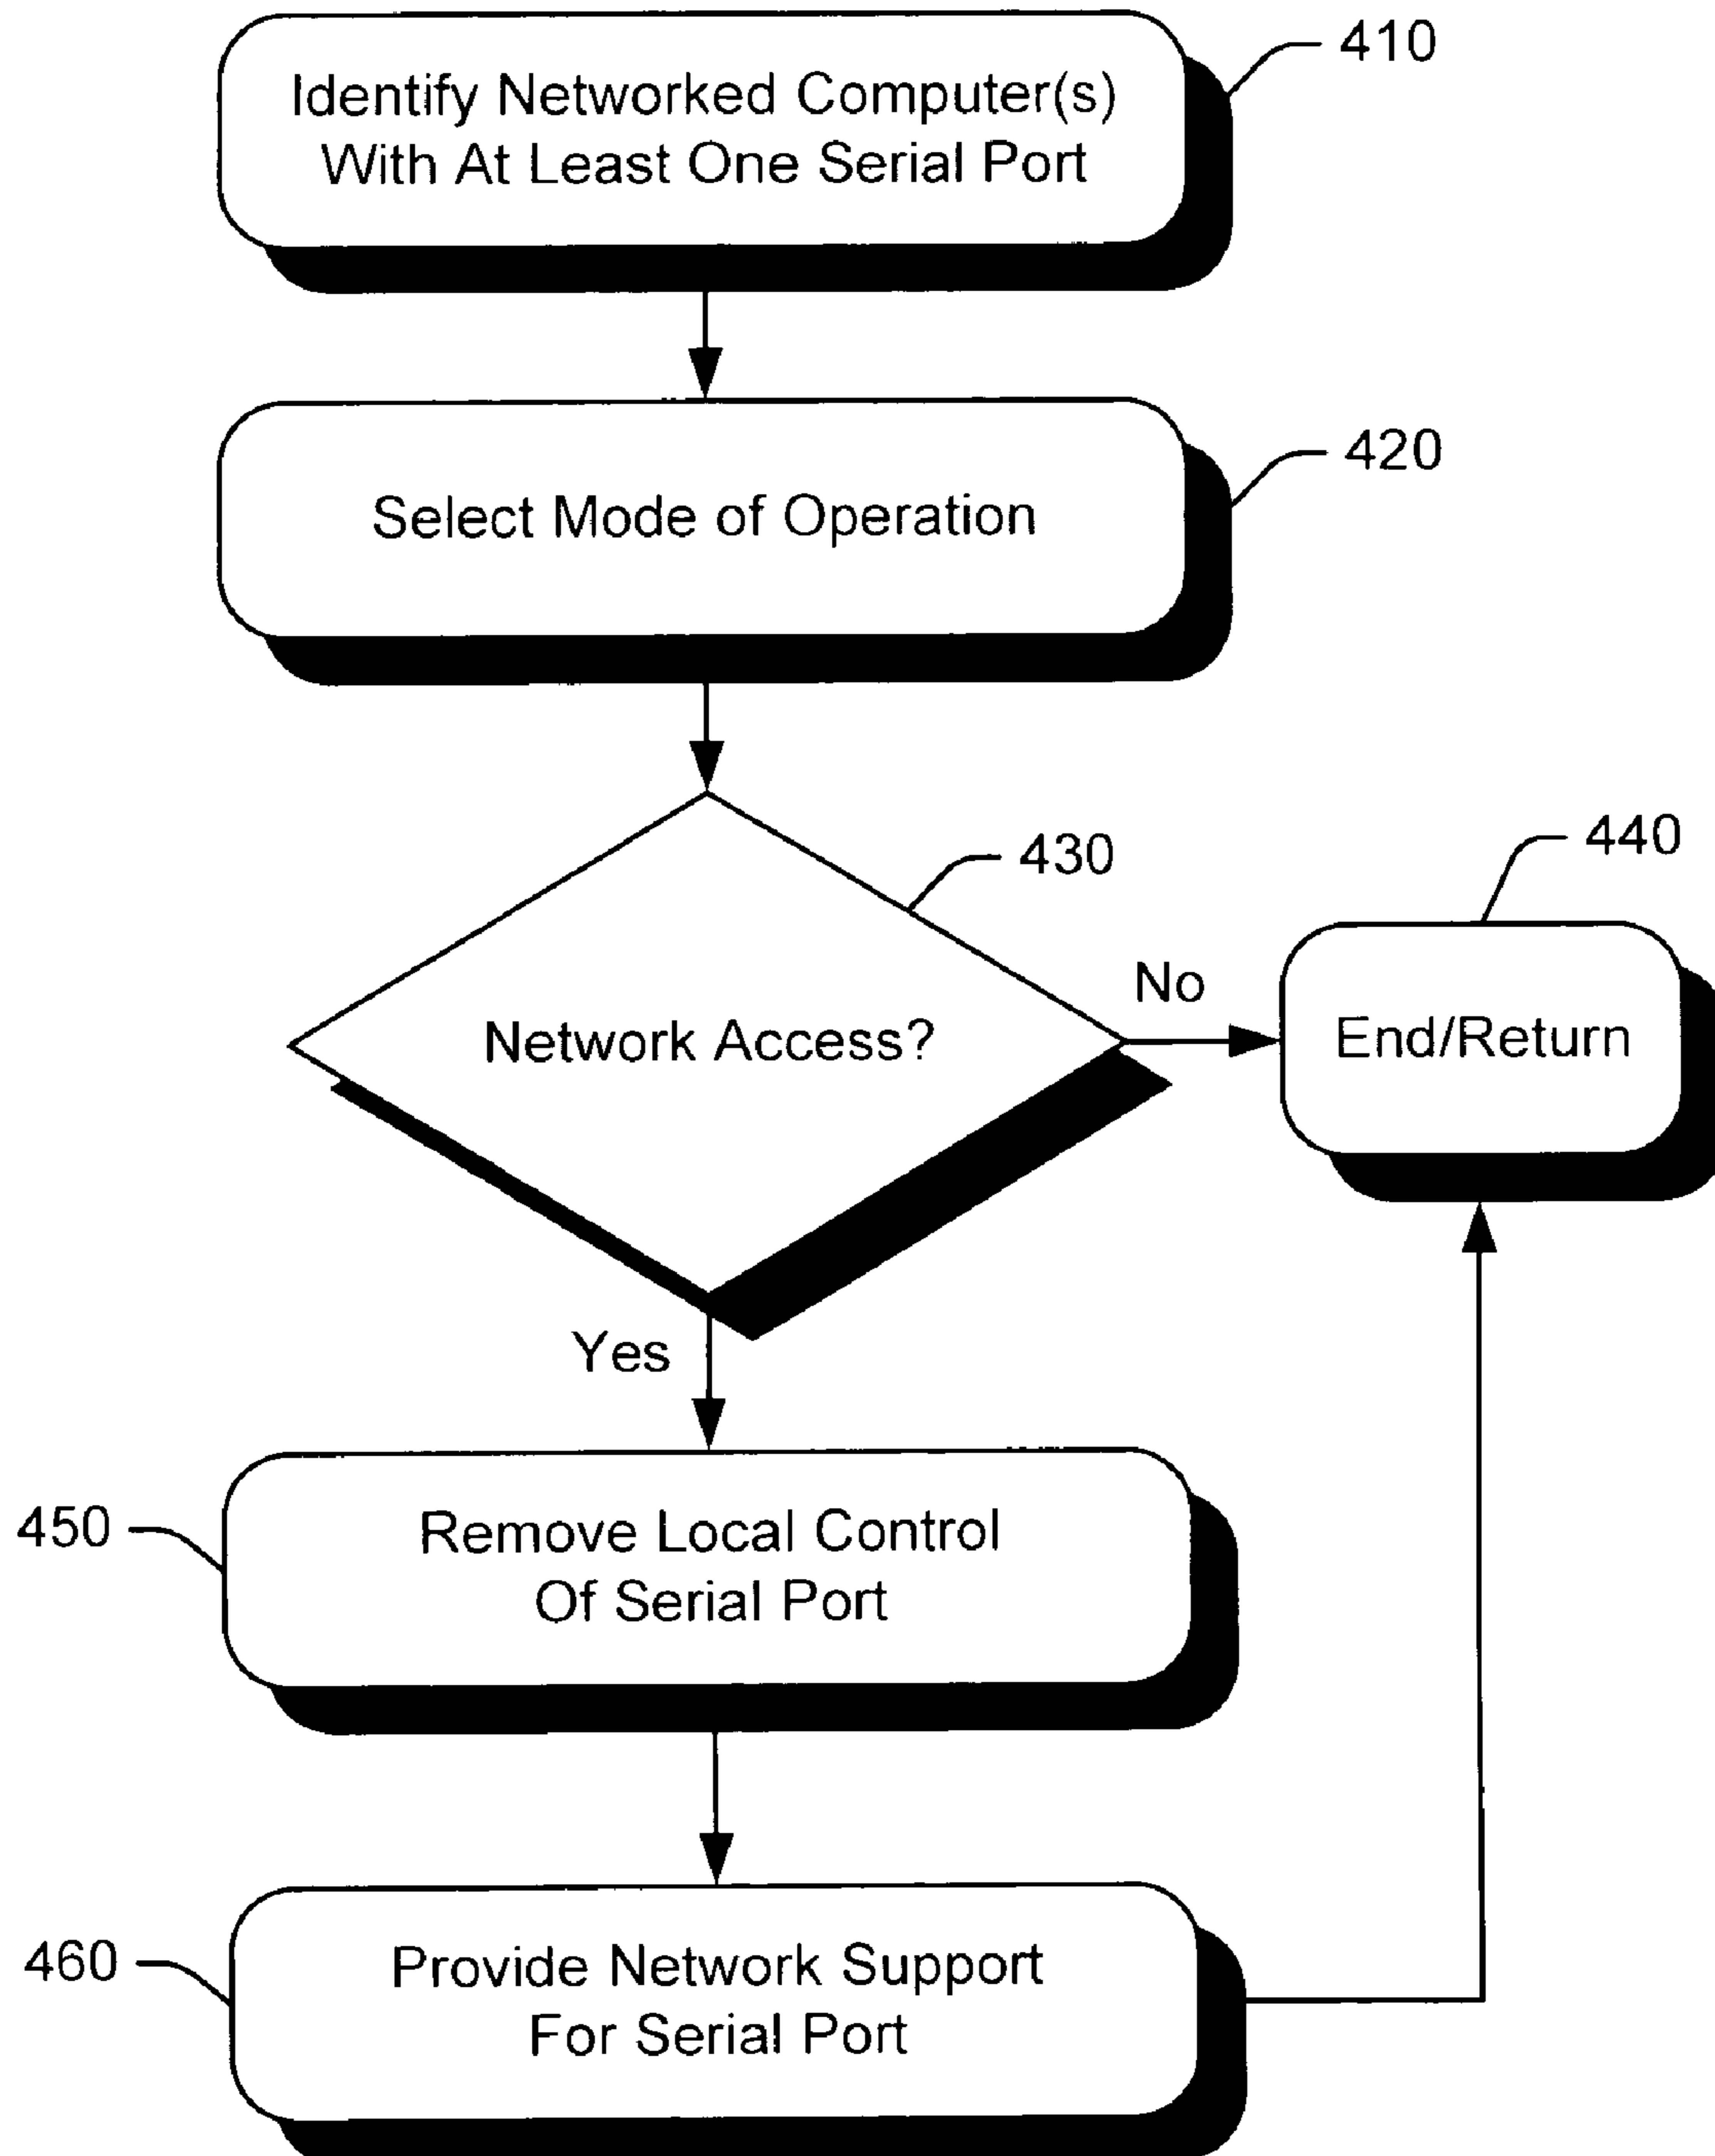 Identify Networked Computer(s)
With At Least One Serial Port
410
Select Mode of Operation
420
Network Access?
430
No
End/Return
440
Yes
Remove Local Control
Of Serial Port
450
Provide Network Support
For Serial Port
460